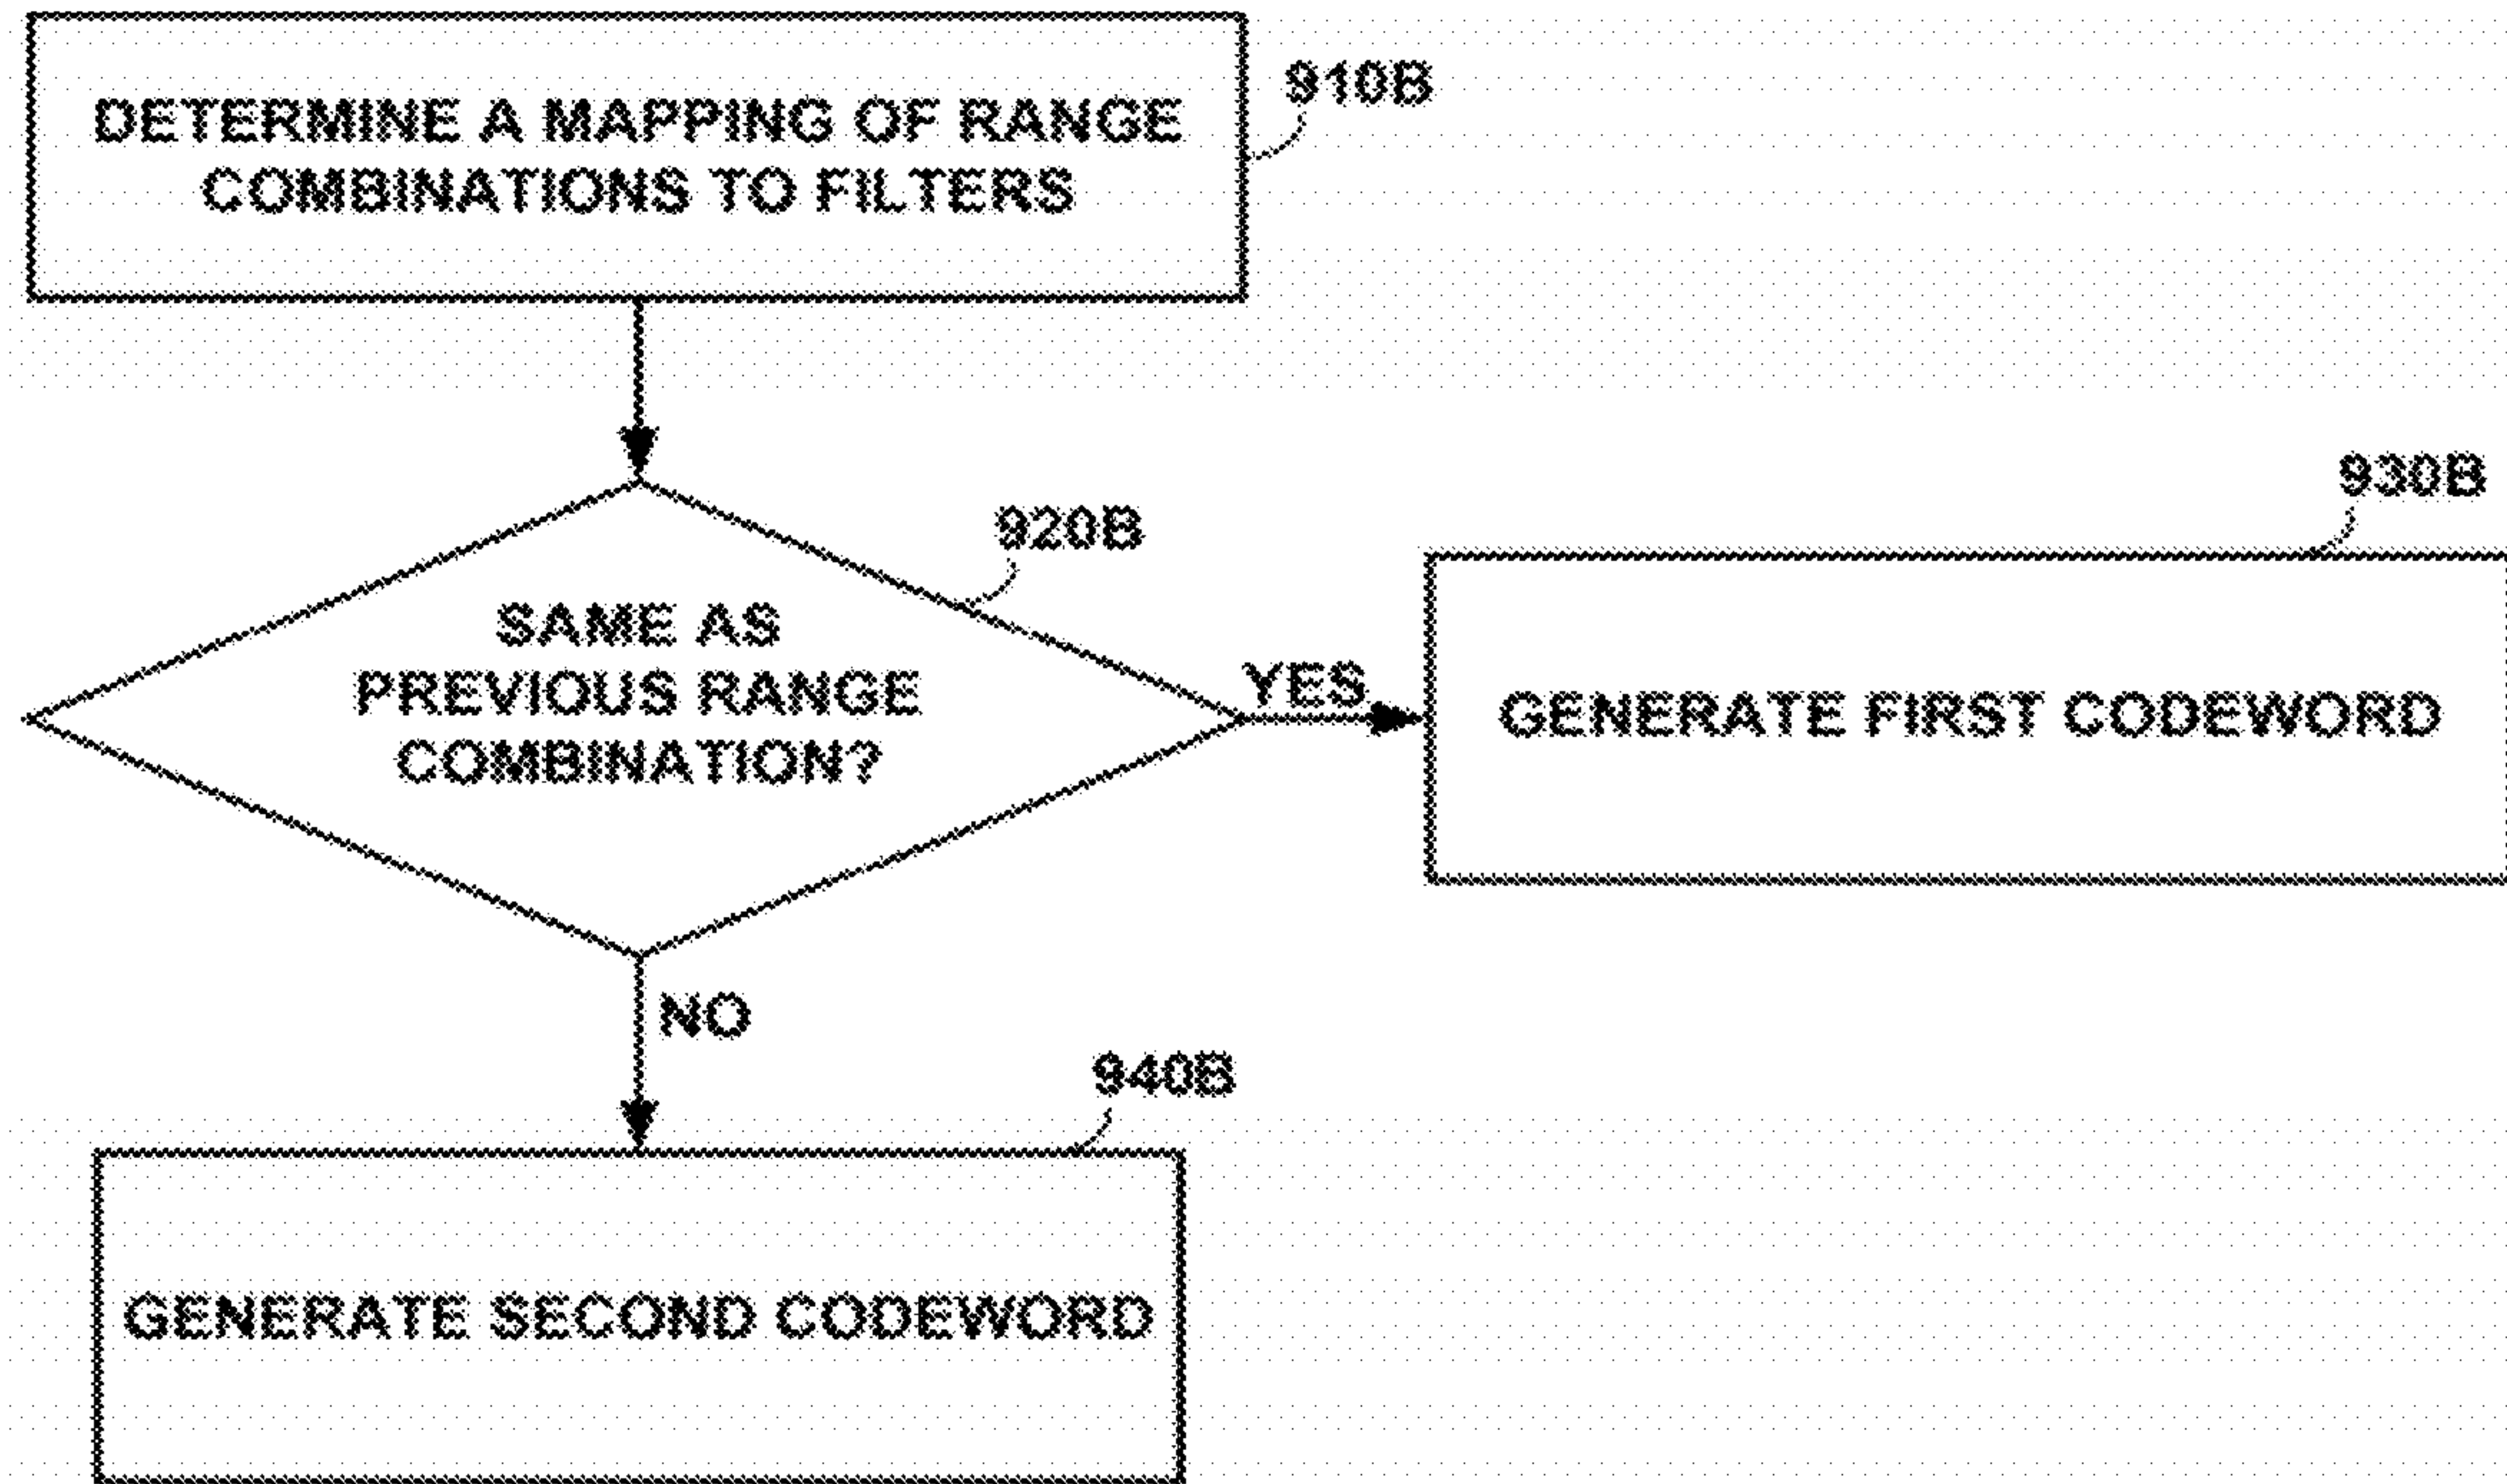 910B
DETERMINE A MAPPING OF RANGE
COMBINATIONS TO FILTERS
920B
SAME AS
PREVIOUS RANGE
COMBINATION?
YES
930B
GENERATE FIRST CODEWORD
NO
940B
GENERATE SECOND CODEWORD